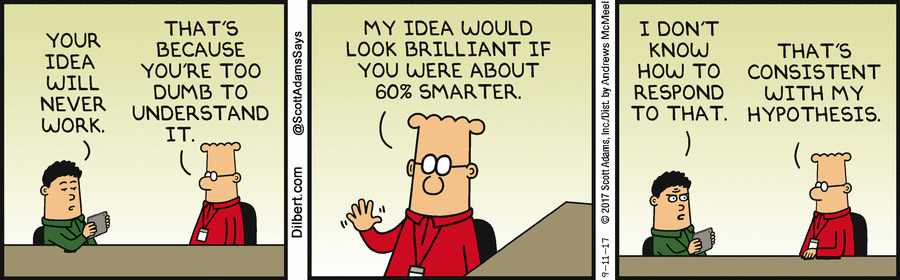 YOUR
IDEA
WILL
NEVER
WORK.
THAT'S
BECAUSE
YOU'RE TOO
DUMB TO
UNDERSTAND
IT.
Dilbert.com @ScottAdamsSays
MY IDEA WOULD
LOOK BRILLIANT IF
YOU WERE ABOUT
60% SMARTER.
9-11-17 © 2017 Scott Adams, Inc./Dist. by Andrews McMeel
I DON'T
KNOW
HOW TO
RESPOND
TO THAT.
THAT'S
CONSISTENT
WITH MY
HYPOTHESIS.